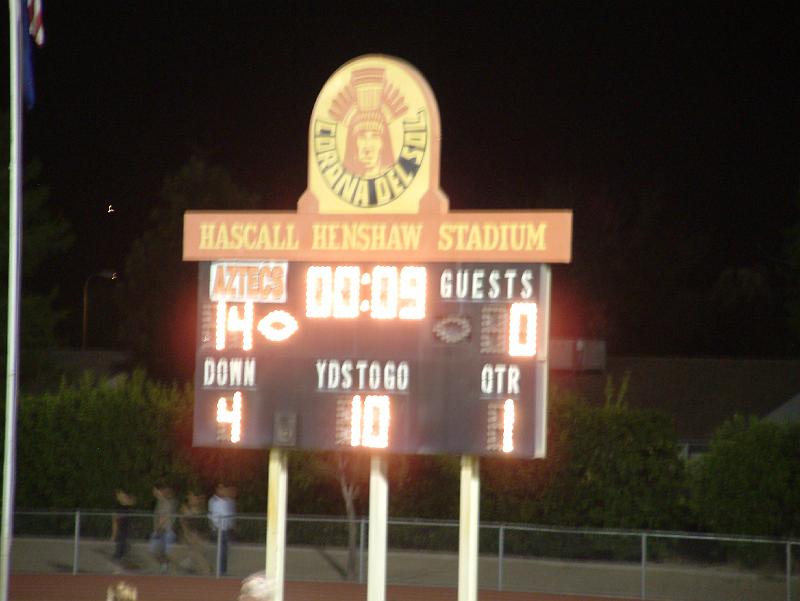 CORONA DEL SOL
HASCALL HENSHAW STADIUM
AZTECS 00:09 GUESTS
14 0
DOWN YDS TO GO QTR
4 10 1